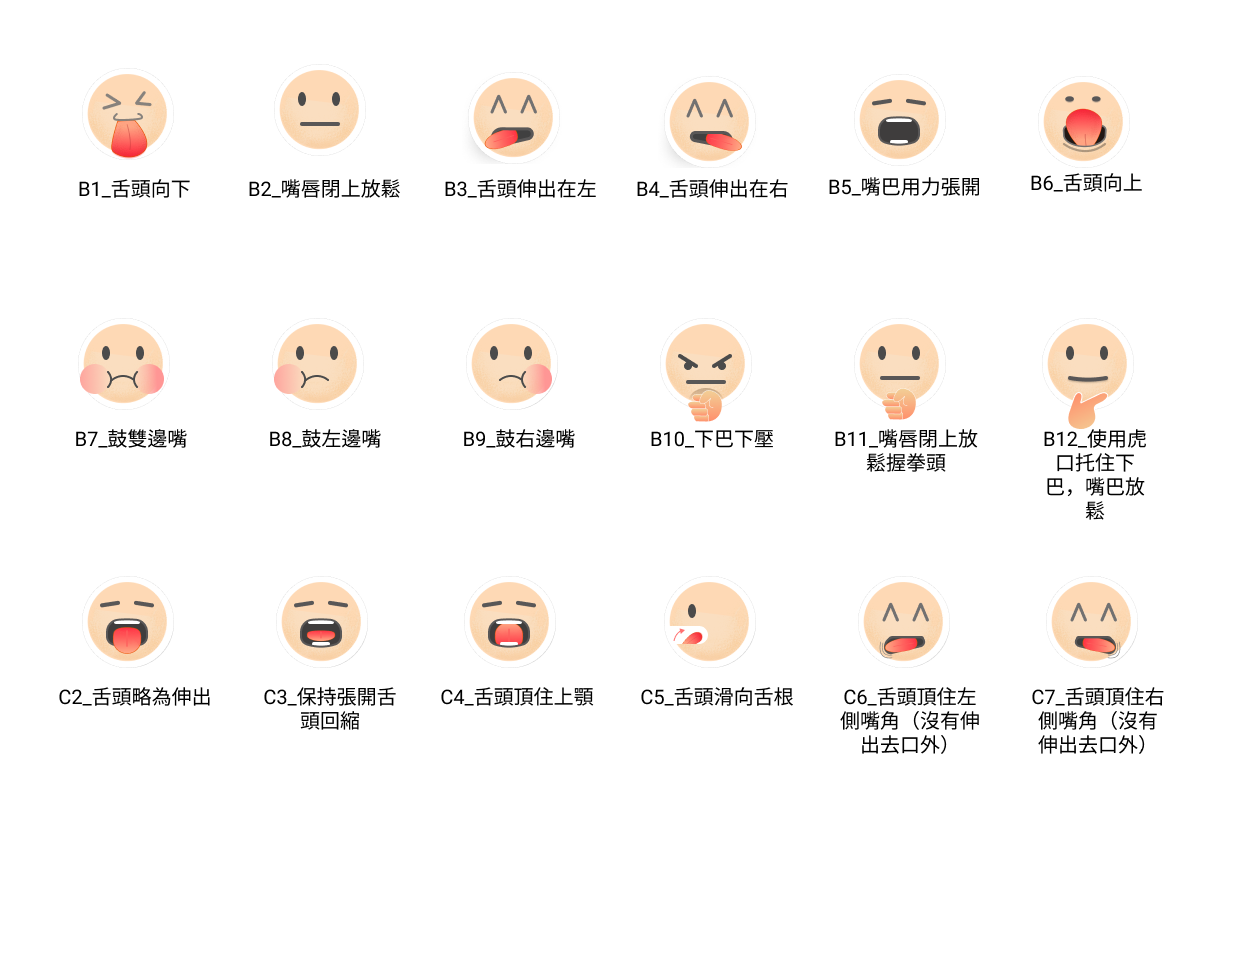 B1_舌頭向下
B2_嘴唇閉上放鬆
B3_舌頭伸出在左
B4_舌頭伸出在右
B5_嘴巴用力張開
B6_舌頭向上
B7_鼓雙邊嘴
B8_鼓左邊嘴
B9_鼓右邊嘴
B10_下巴下壓
B11_嘴唇閉上放
鬆握拳頭
B12_使用虎
口托住下
巴，嘴巴放
鬆
C2_舌頭略為伸出
C3_保持張開舌
頭回縮
C4_舌頭頂住上顎
C5_舌頭滑向舌根
C6_舌頭頂住左
側嘴角（沒有伸
出去口外）
C7_舌頭頂住右
側嘴角（沒有
伸出去口外）